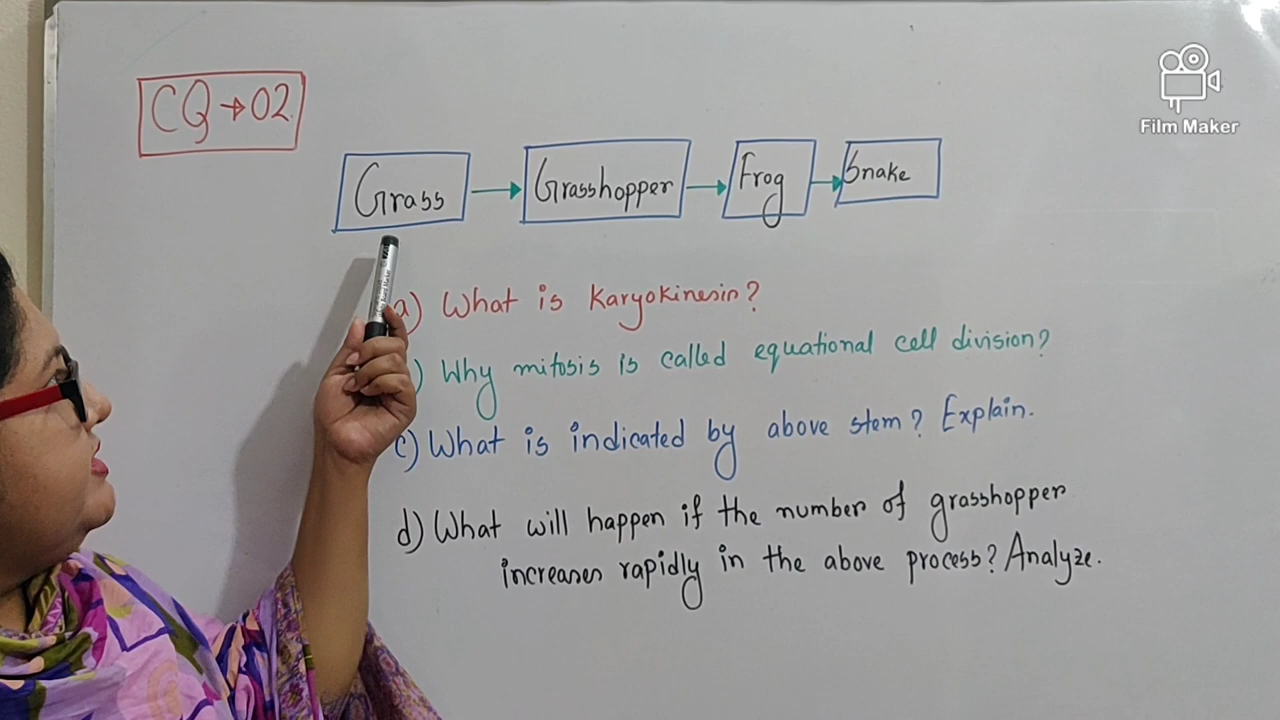 CQ → 02
Film Maker
Grass → Grasshopper → Frog → Snake
a) What is Karyokinesis?
) Why mitosis is called equational cell division?
c) What is indicated by above stem? Explain.
d) What will happen if the number of grasshopper
increases rapidly in the above process? Analyze.